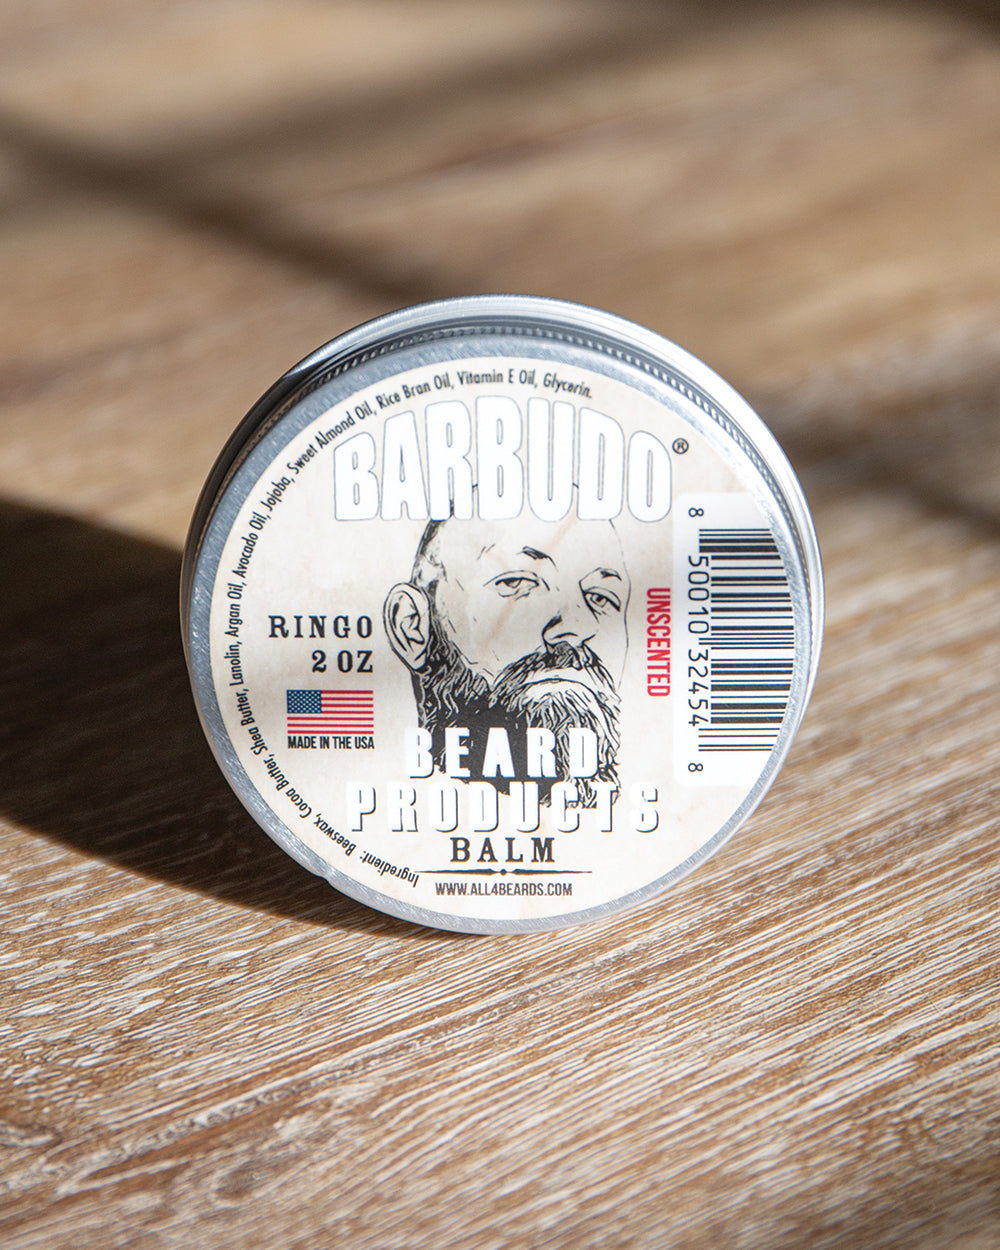 Ingredient: Beeswax, Cocoa Butter, Shea Butter, Lanolin, Argan Oil, Avocado Oil, Jojoba, Sweet Almond Oil, Rice Bran Oil, Vitamin E Oil, Glycerin.
BARBUDO®
RINGO
2 OZ
MADE IN THE USA
UNSCENTED
8 50010 32454 8
BEARD
PRODUCTS
BALM
WWW.ALL4BEARDS.COM